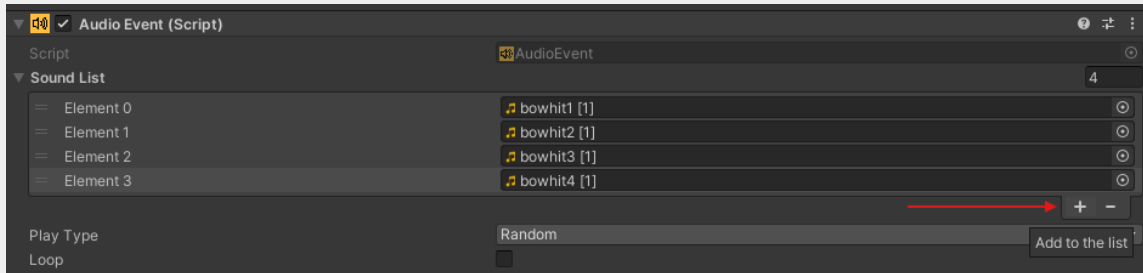 Audio Event (Script)
Script AudioEvent
Sound List 4
Element 0 bowhit1 [1]
Element 1 bowhit2 [1]
Element 2 bowhit3 [1]
Element 3 bowhit4 [1]
+ −
Play Type Random
Add to the list
Loop